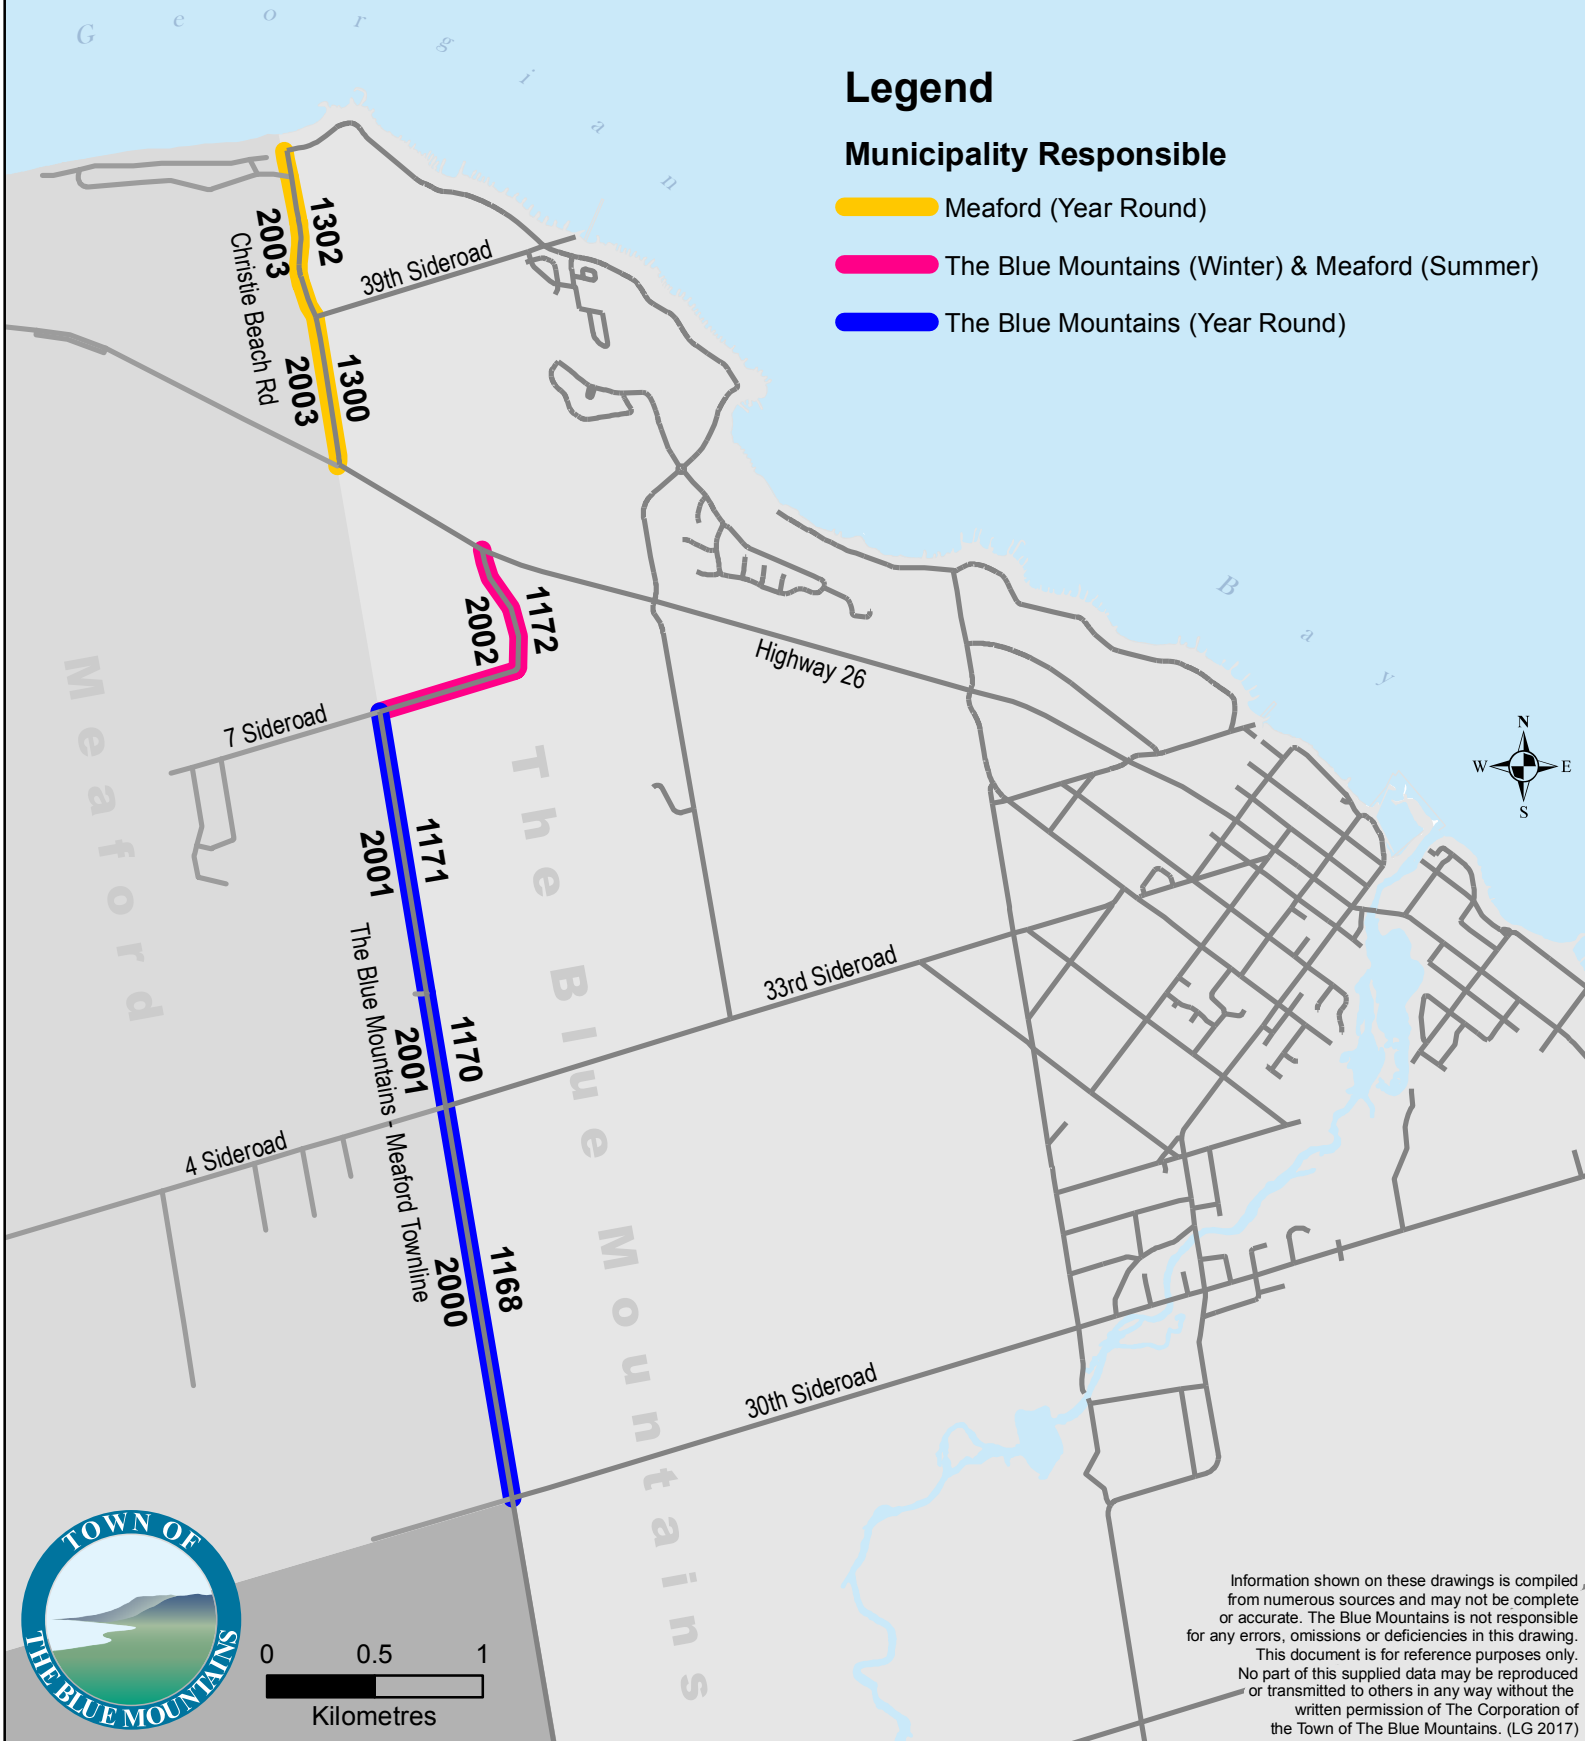 Georgian
Bay
Legend
Municipality Responsible
Meaford (Year Round)
The Blue Mountains (Winter) & Meaford (Summer)
The Blue Mountains (Year Round)
1302
2003
Christie Beach Rd
39th Sideroad
1300
2003
1172
2002
Highway 26
7 Sideroad
Meaford
The Blue Mountains
N
W
E
S
1171
2001
33rd Sideroad
The Blue Mountains - Meaford Townline
1170
2001
4 Sideroad
1168
2000
30th Sideroad
TOWN OF
THE BLUE MOUNTAINS
0 0.5 1
Kilometres
Information shown on these drawings is compiled
from numerous sources and may not be complete
or accurate. The Blue Mountains is not responsible
for any errors, omissions or deficiencies in this drawing.
This document is for reference purposes only.
No part of this supplied data may be reproduced
or transmitted to others in any way without the
written permission of The Corporation of
the Town of The Blue Mountains. (LG 2017)